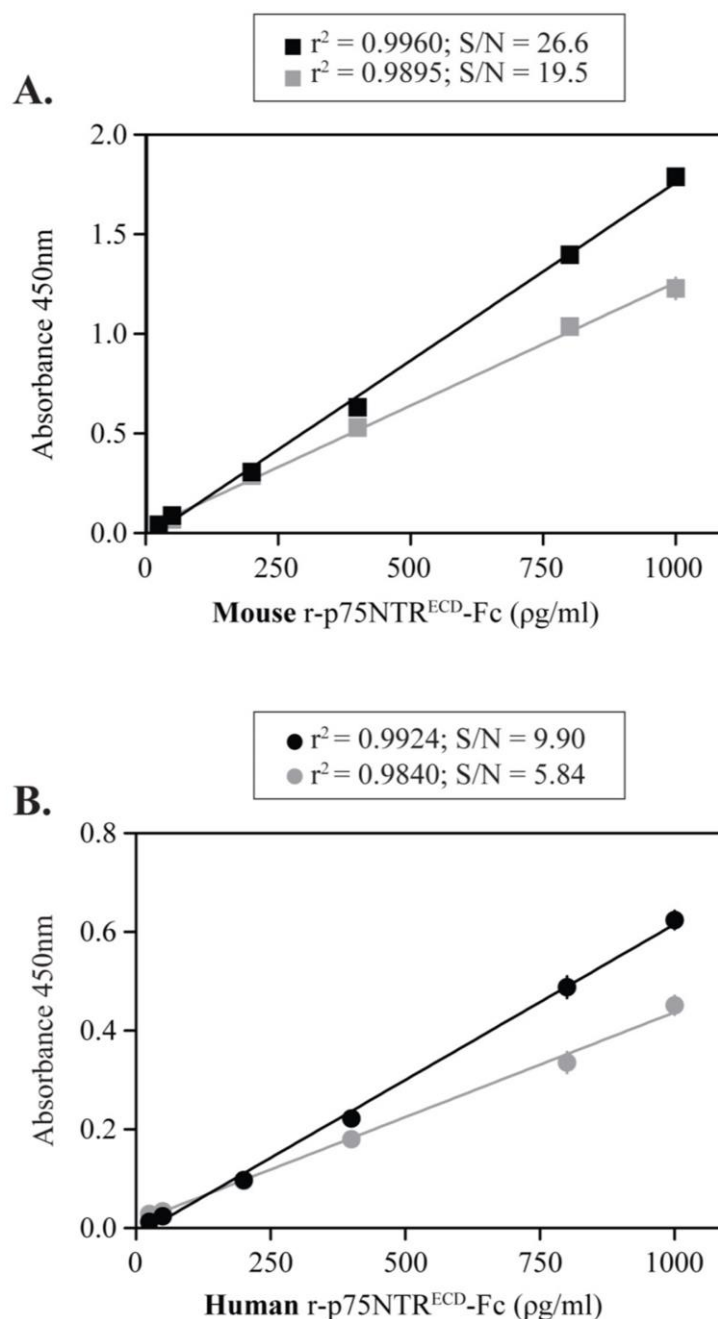 r² = 0.9960; S/N = 26.6
r² = 0.9895; S/N = 19.5
A.
2.0
1.5
1.0
0.5
0.0
Absorbance 450nm
0 250 500 750 1000
Mouse r-p75NTRᴱᶜᴰ-Fc (ρg/ml)
r² = 0.9924; S/N = 9.90
r² = 0.9840; S/N = 5.84
B.
0.8
0.6
0.4
0.2
0.0
Absorbance 450nm
0 250 500 750 1000
Human r-p75NTRᴱᶜᴰ-Fc (ρg/ml)